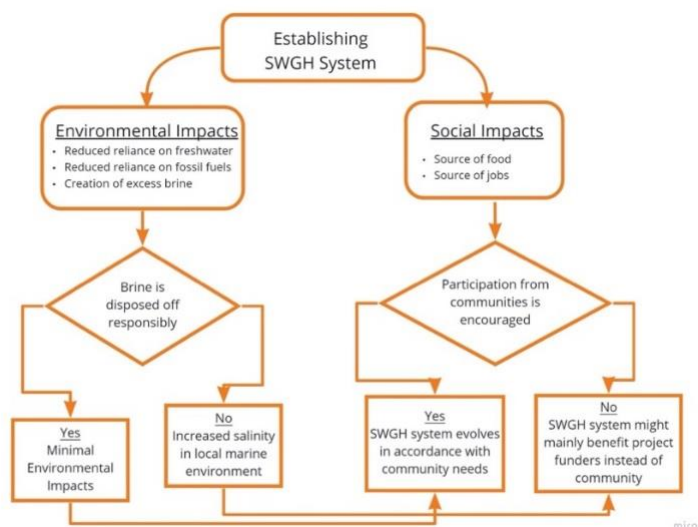 Establishing
SWGH System
Environmental Impacts
• Reduced reliance on freshwater
• Reduced reliance on fossil fuels
• Creation of excess brine
Social Impacts
• Source of food
• Source of jobs
Brine is
disposed off
responsibly
Participation from
communities is
encouraged
Yes
Minimal
Environmental
Impacts
No
Increased salinity
in local marine
environment
Yes
SWGH system evolves
in accordance with
community needs
No
SWGH system might
mainly benefit project
funders instead of
community
miro